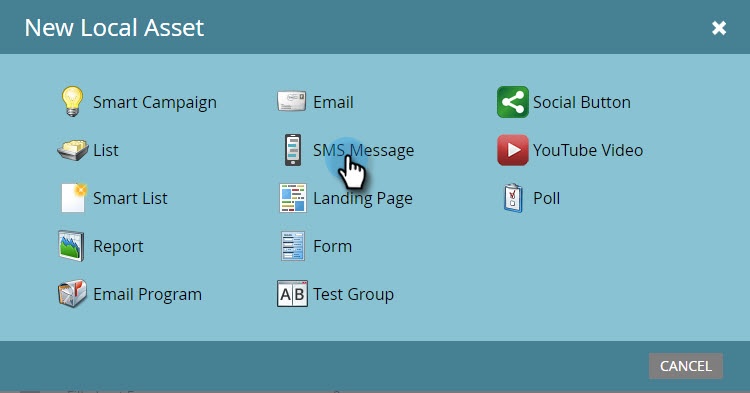 New Local Asset
Smart Campaign
Email
Social Button
List
SMS Message
YouTube Video
Smart List
Landing Page
Poll
Report
Form
Email Program
AB Test Group
CANCEL